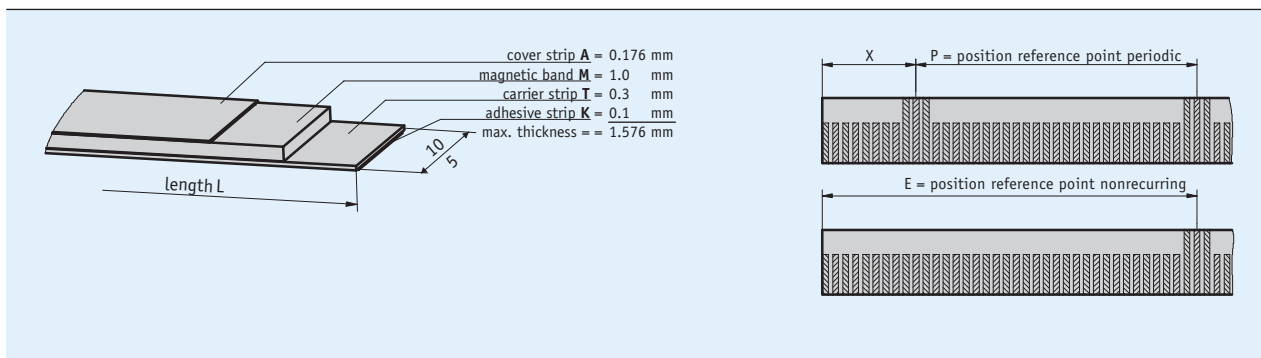 cover strip A = 0.176 mm
magnetic band M = 1.0 mm
carrier strip T = 0.3 mm
adhesive strip K = 0.1 mm
max. thickness = = 1.576 mm
10
5
length L
X P = position reference point periodic
E = position reference point nonrecurring